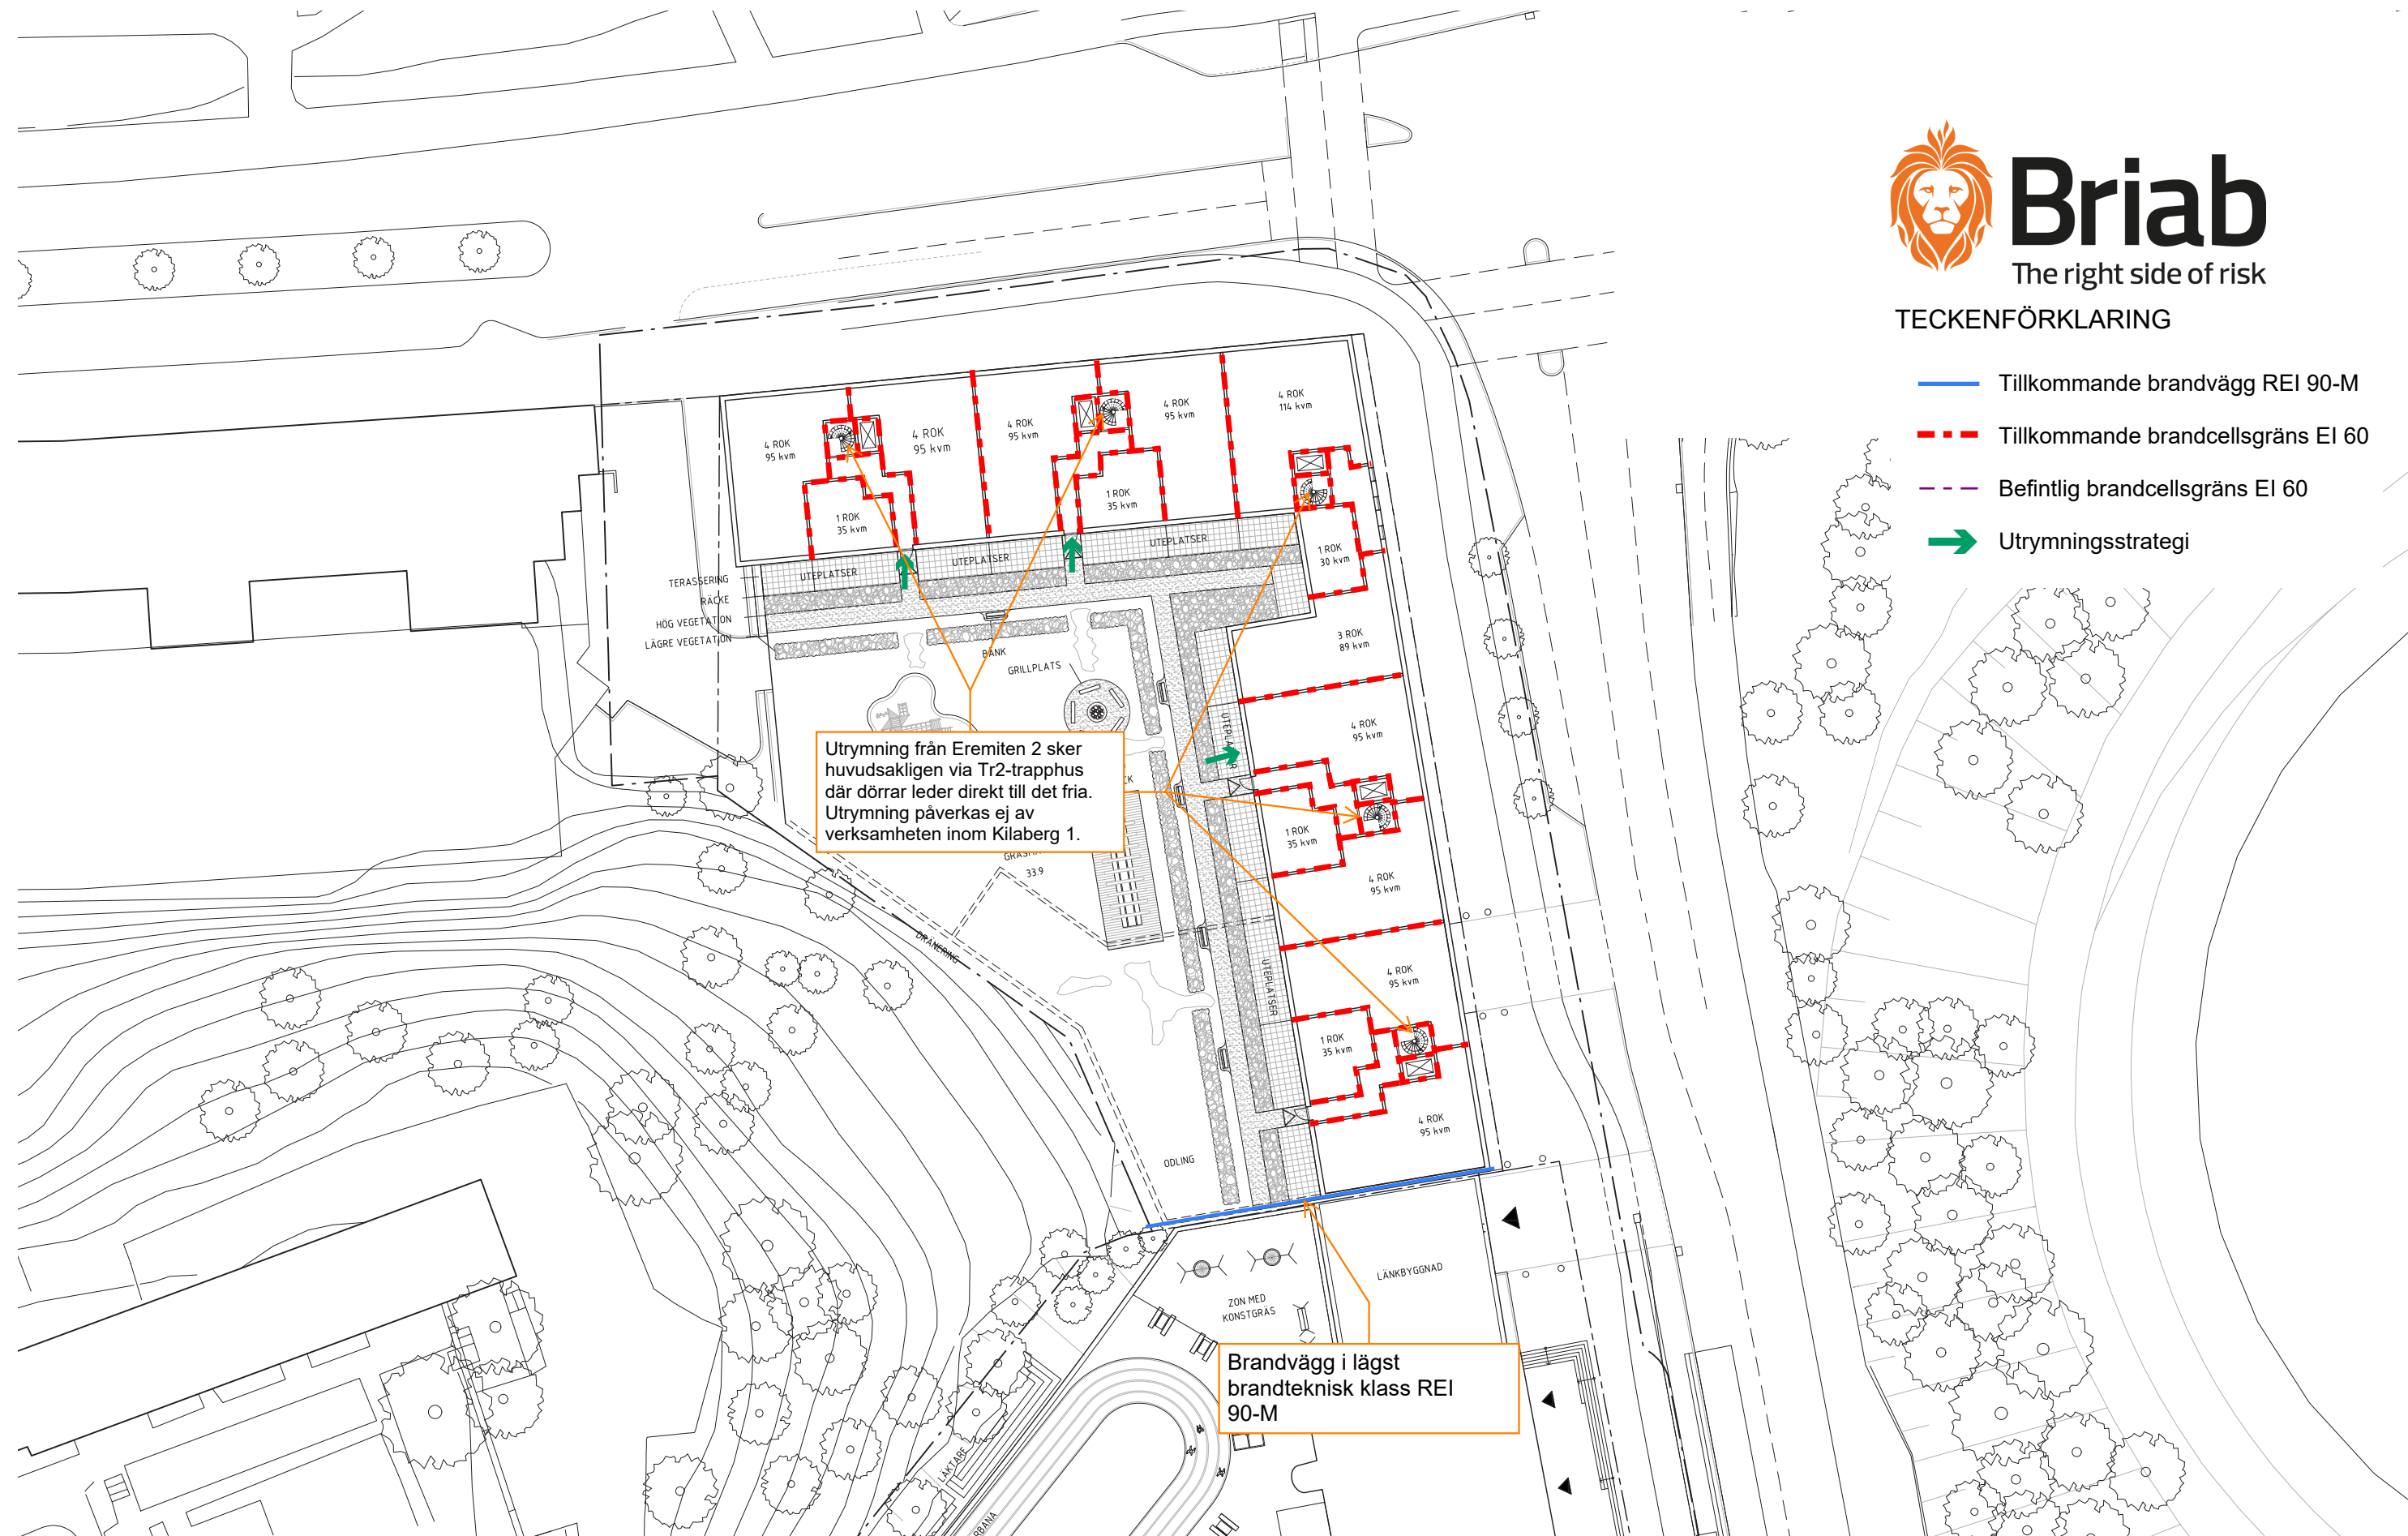 Briab
The right side of risk
TECKENFÖRKLARING
Tillkommande brandvägg REI 90-M
Tillkommande brandcellsgräns EI 60
Befintlig brandcellsgräns EI 60
Utrymningsstrategi
4 ROK
95 kvm
4 ROK
95 kvm
4 ROK
95 kvm
4 ROK
95 kvm
4 ROK
114 kvm
1 ROK
35 kvm
1 ROK
35 kvm
1 ROK
30 kvm
UTEPLATSER
UTEPLATSER
UTEPLATSER
TERASSERING
RÄCKE
HÖG VEGETATION
LÄGRE VEGETATION
BÄNK
GRILLPLATS
3 ROK
89 kvm
4 ROK
95 kvm
Utrymning från Eremiten 2 sker
huvudsakligen via Tr2-trapphus
där dörrar leder direkt till det fria.
Utrymning påverkas ej av
verksamheten inom Kilaberg 1.
33.9
1 ROK
35 kvm
4 ROK
95 kvm
DRÄNERING
UTEPLATSER
4 ROK
95 kvm
1 ROK
35 kvm
4 ROK
95 kvm
ODLING
ZON MED
KONSTGRÄS
LÄNKBYGGNAD
Brandvägg i lägst
brandteknisk klass REI
90-M
LÄKTARE